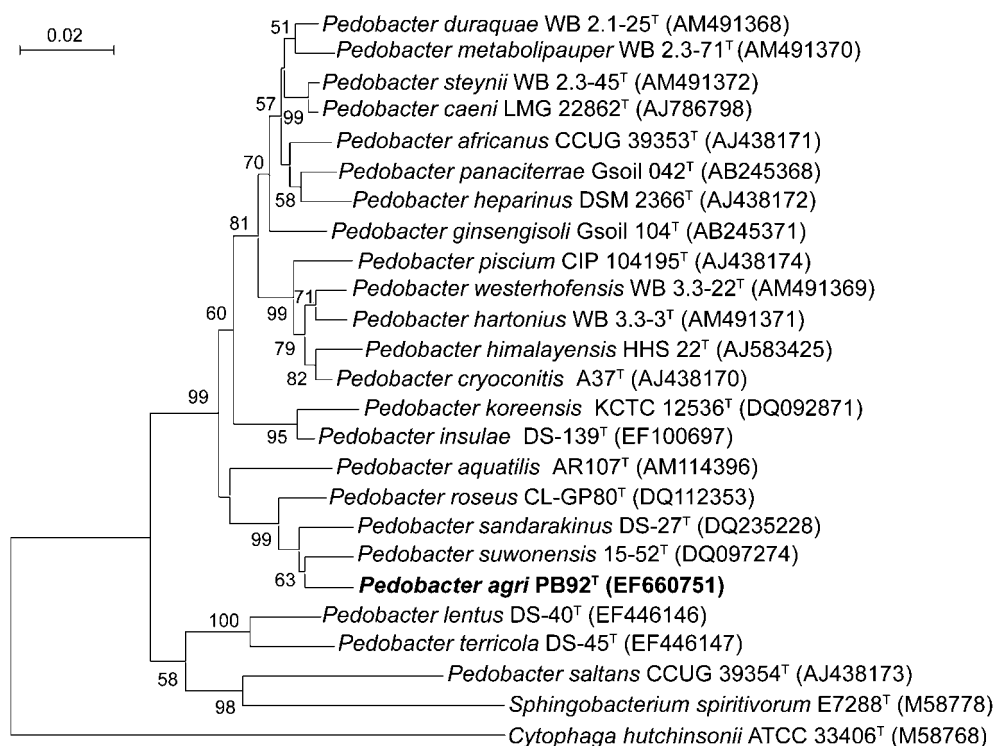 0.02
51
Pedobacter duraquae WB 2.1-25ᵀ (AM491368)
Pedobacter metabolipauper WB 2.3-71ᵀ (AM491370)
Pedobacter steynii WB 2.3-45ᵀ (AM491372)
57
99
Pedobacter caeni LMG 22862ᵀ (AJ786798)
Pedobacter africanus CCUG 39353ᵀ (AJ438171)
70
Pedobacter panaciterrae Gsoil 042ᵀ (AB245368)
58
Pedobacter heparinus DSM 2366ᵀ (AJ438172)
81
Pedobacter ginsengisoli Gsoil 104ᵀ (AB245371)
Pedobacter piscium CIP 104195ᵀ (AJ438174)
71
Pedobacter westerhofensis WB 3.3-22ᵀ (AM491369)
60
99
Pedobacter hartonius WB 3.3-3ᵀ (AM491371)
79
Pedobacter himalayensis HHS 22ᵀ (AJ583425)
82
Pedobacter cryoconitis A37ᵀ (AJ438170)
99
Pedobacter koreensis KCTC 12536ᵀ (DQ092871)
95
Pedobacter insulae DS-139ᵀ (EF100697)
Pedobacter aquatilis AR107ᵀ (AM114396)
Pedobacter roseus CL-GP80ᵀ (DQ112353)
99
Pedobacter sandarakinus DS-27ᵀ (DQ235228)
Pedobacter suwonensis 15-52ᵀ (DQ097274)
63
Pedobacter agri PB92ᵀ (EF660751)
100
Pedobacter lentus DS-40ᵀ (EF446146)
Pedobacter terricola DS-45ᵀ (EF446147)
58
Pedobacter saltans CCUG 39354ᵀ (AJ438173)
98
Sphingobacterium spiritivorum E7288ᵀ (M58778)
Cytophaga hutchinsonii ATCC 33406ᵀ (M58768)